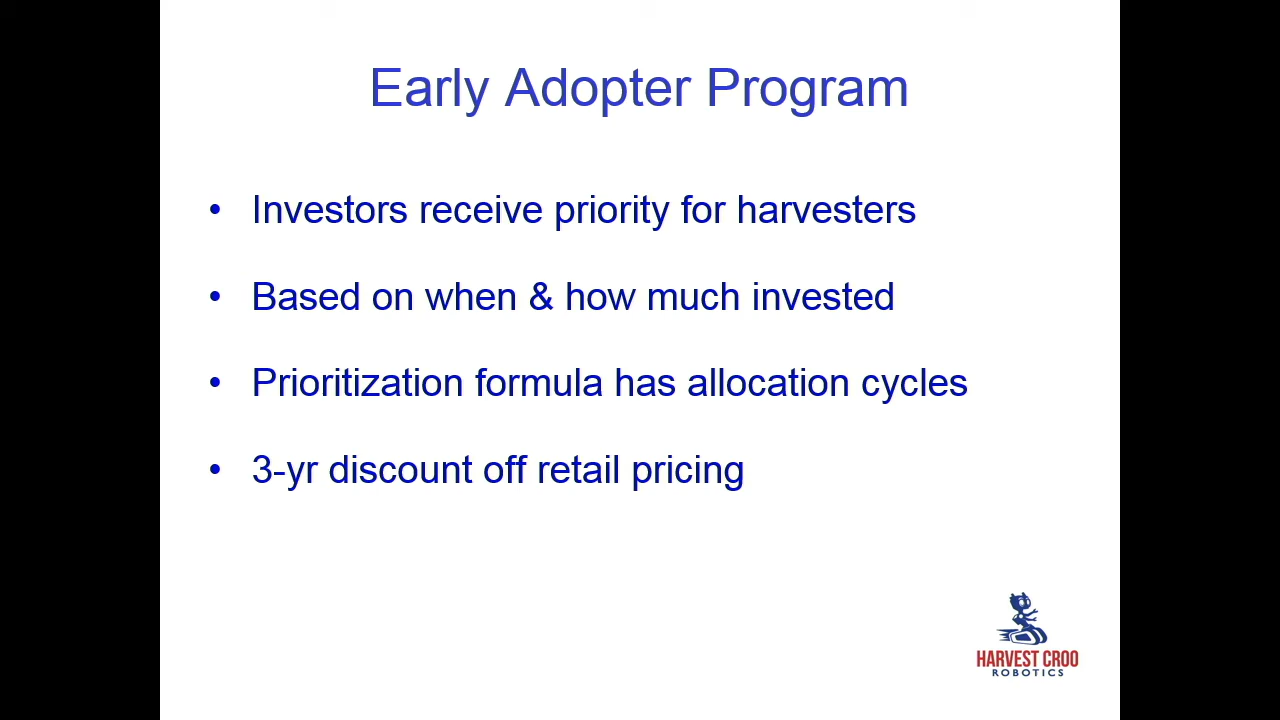 Early Adopter Program
• Investors receive priority for harvesters
• Based on when & how much invested
• Prioritization formula has allocation cycles
• 3-yr discount off retail pricing
HARVEST CROO
ROBOTICS